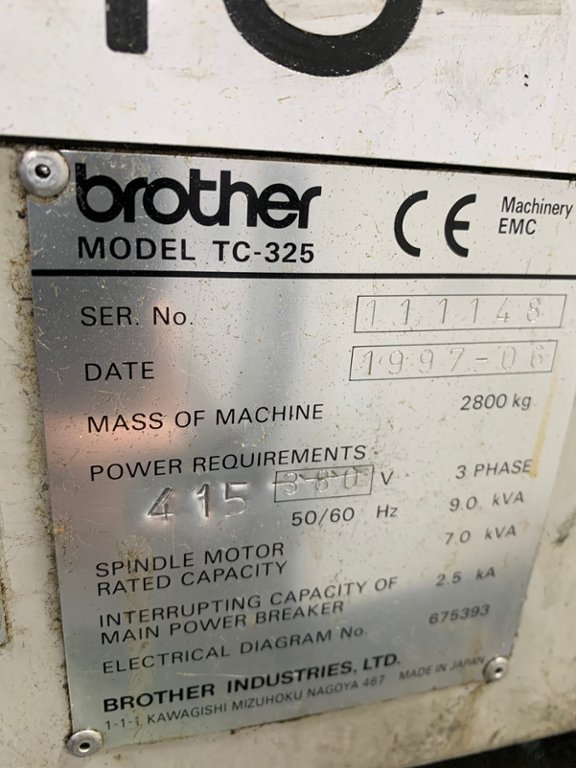 brother
CE Machinery
EMC
MODEL TC-325
SER. No. 111148
DATE 1997-06
MASS OF MACHINE 2800 kg
POWER REQUIREMENTS
415 380 V 3 PHASE
50/60 Hz 9.0 kVA
SPINDLE MOTOR
RATED CAPACITY 7.0 kVA
INTERRUPTING CAPACITY OF
MAIN POWER BREAKER 2.5 kA
ELECTRICAL DIAGRAM No. 675393
BROTHER INDUSTRIES, LTD.
1-1-1 KAWAGISHI MIZUHOKU NAGOYA 467 MADE IN JAPAN